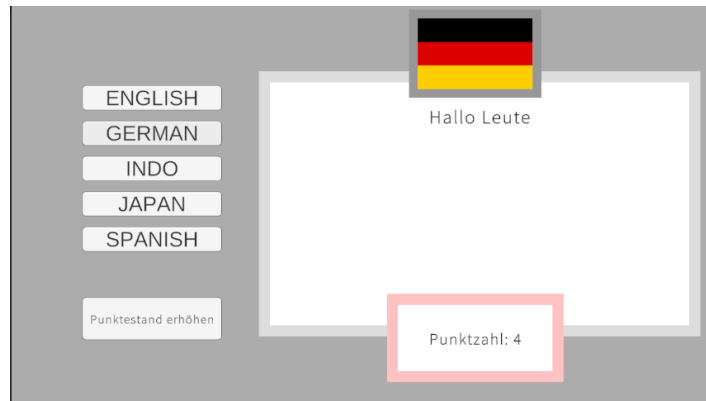 ENGLISH
GERMAN
INDO
JAPAN
SPANISH
Punktestand erhöhen
Hallo Leute
Punktzahl: 4